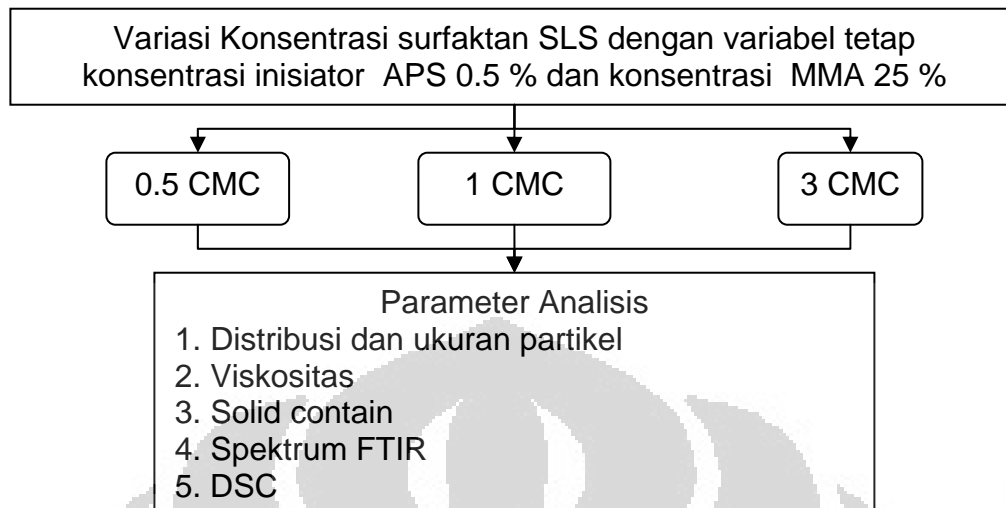 Variasi Konsentrasi surfaktan SLS dengan variabel tetap
konsentrasi inisiator APS 0.5 % dan konsentrasi MMA 25 %
0.5 CMC
1 CMC
3 CMC
Parameter Analisis
1. Distribusi dan ukuran partikel
2. Viskositas
3. Solid contain
4. Spektrum FTIR
5. DSC